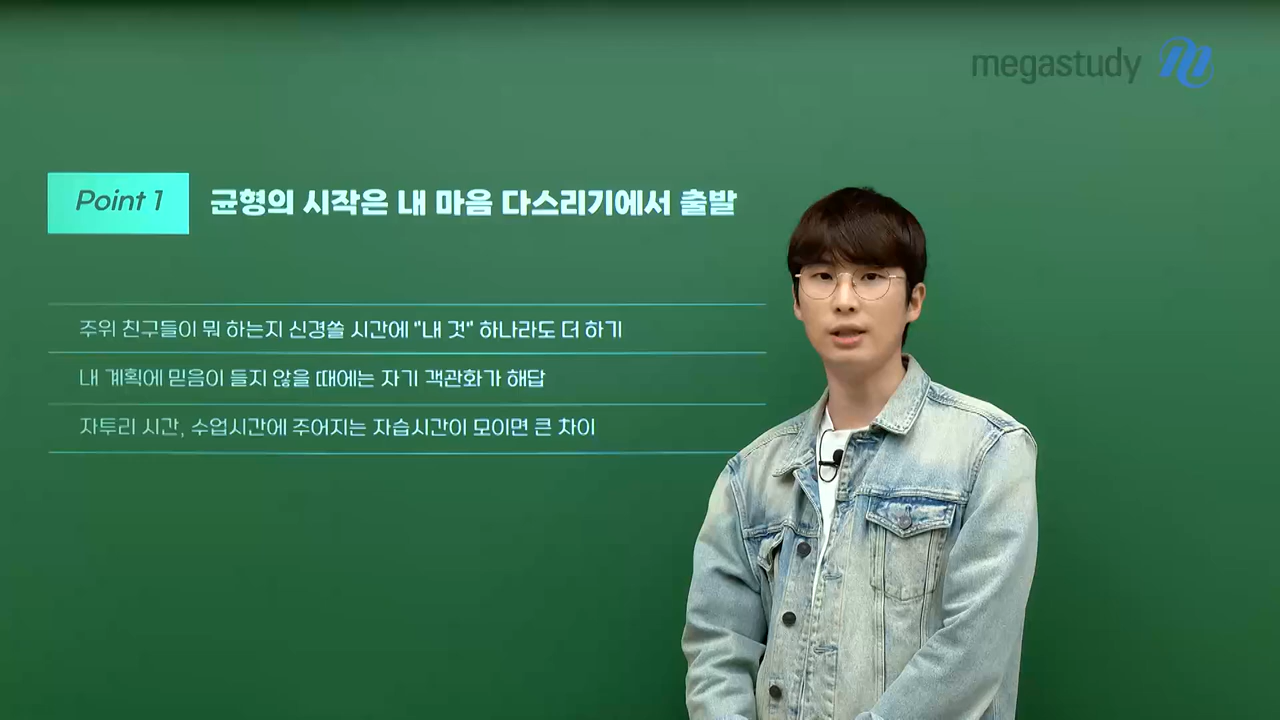 megastudy
Point 1 균형의 시작은 내 마음 다스리기에서 출발
주위 친구들이 뭐 하는지 신경쓸 시간에 "내 것" 하나라도 더 하기
내 계획에 믿음이 들지 않을 때에는 자기 객관화가 해답
자투리 시간, 수업시간에 주어지는 자습시간이 모이면 큰 차이